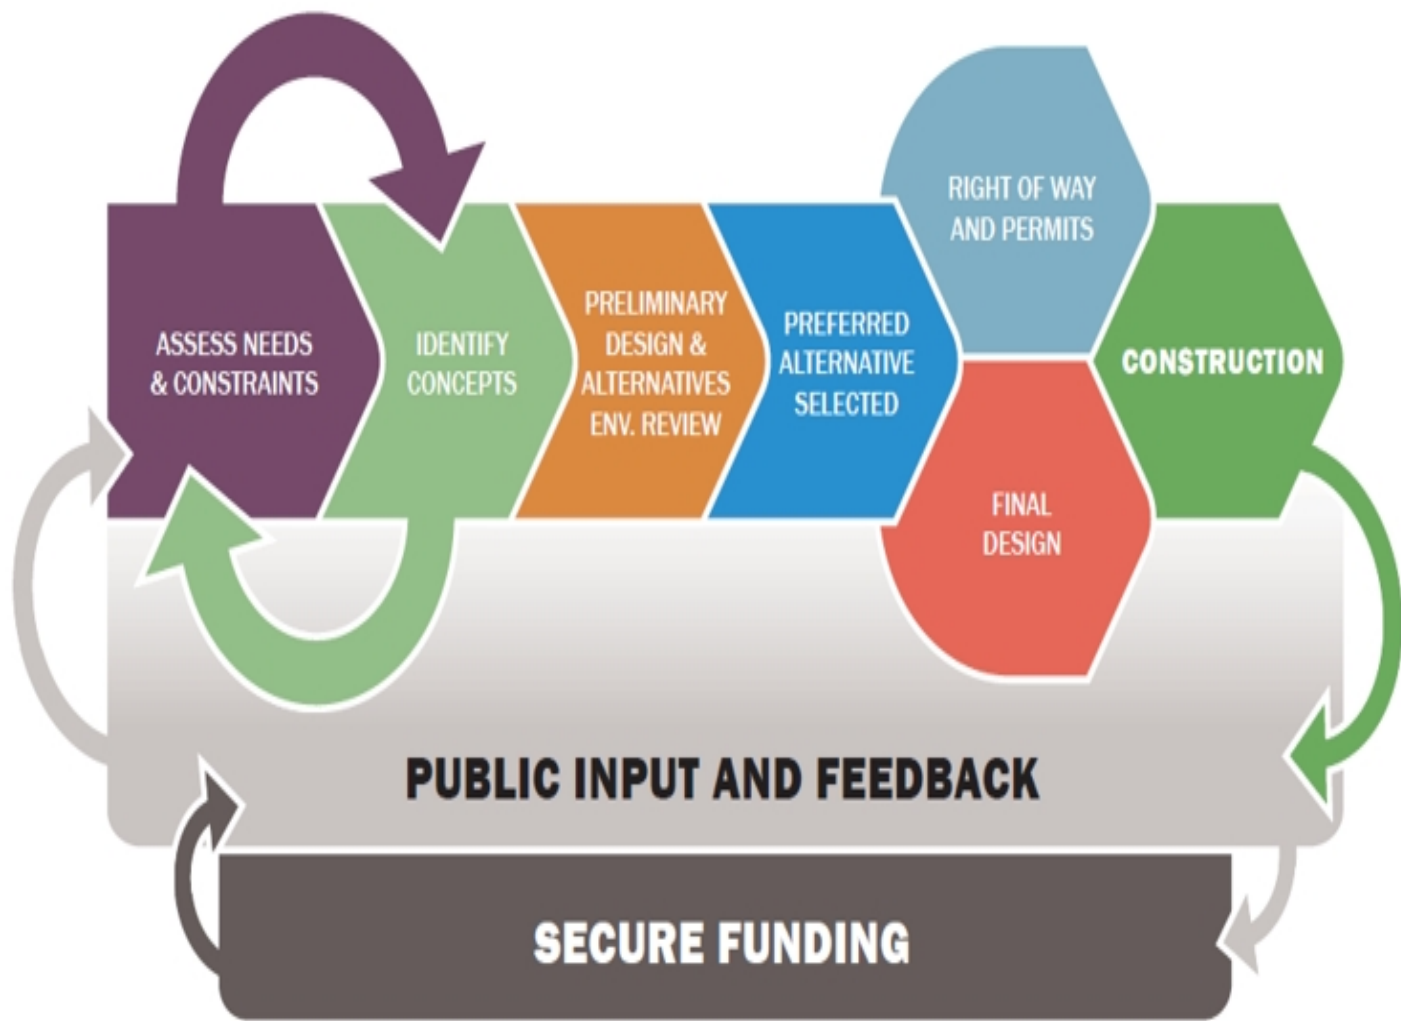 ASSESS NEEDS
& CONSTRAINTS
IDENTIFY
CONCEPTS
PRELIMINARY
DESIGN &
ALTERNATIVES
ENV. REVIEW
PREFERRED
ALTERNATIVE
SELECTED
RIGHT OF WAY
AND PERMITS
FINAL
DESIGN
CONSTRUCTION
PUBLIC INPUT AND FEEDBACK
SECURE FUNDING